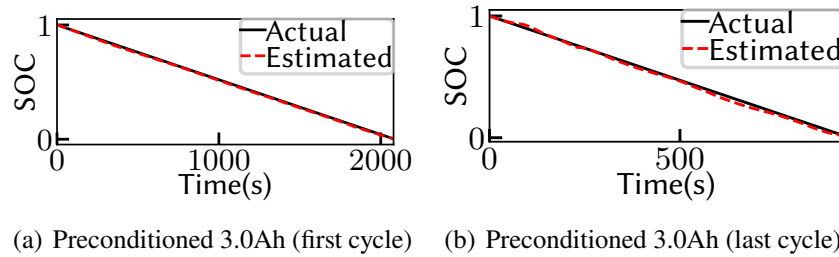 1
Actual
Estimated
SOC
0
0
1000
2000
Time(s)
(a) Preconditioned 3.0Ah (first cycle)
1
Actual
Estimated
SOC
0
0
500
Time(s)
(b) Preconditioned 3.0Ah (last cycle)